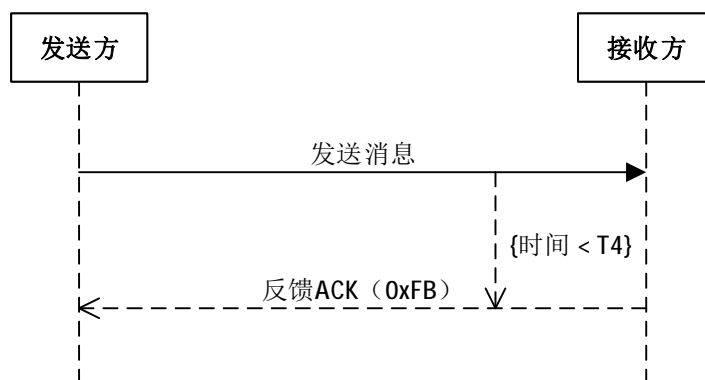 发送方
接收方
发送消息
{时间 < T4}
反馈ACK（0xFB）